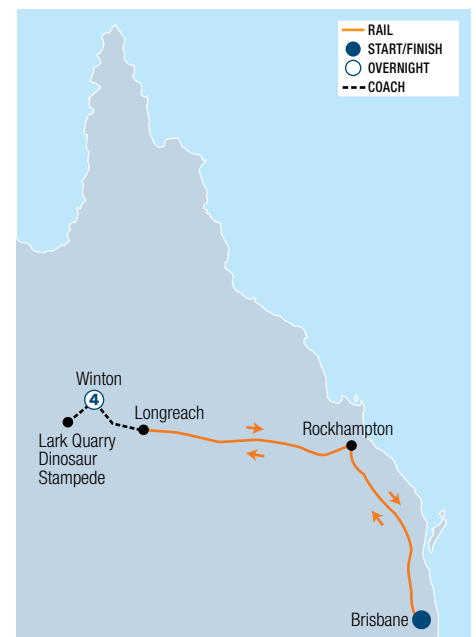 RAIL
START/FINISH
OVERNIGHT
COACH
Winton
4
Longreach
Lark Quarry
Dinosaur
Stampede
Rockhampton
Brisbane